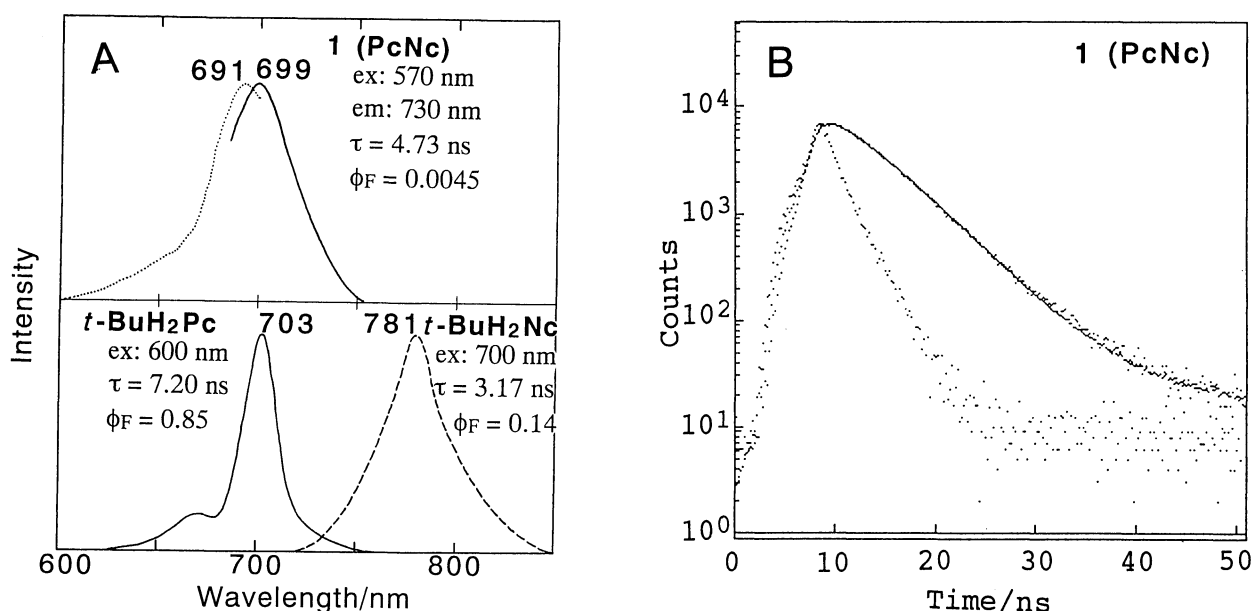 A
1 (PcNc)
691 699
ex: 570 nm
em: 730 nm
τ = 4.73 ns
ϕF = 0.0045
t-BuH2Pc
703
781
t-BuH2Nc
ex: 600 nm
τ = 7.20 ns
ϕF = 0.85
ex: 700 nm
τ = 3.17 ns
ϕF = 0.14
Intensity
600 700 800
Wavelength/nm
B
1 (PcNc)
10^4
10^3
10^2
10^1
10^0
Counts
0 10 20 30 40 50
Time/ns